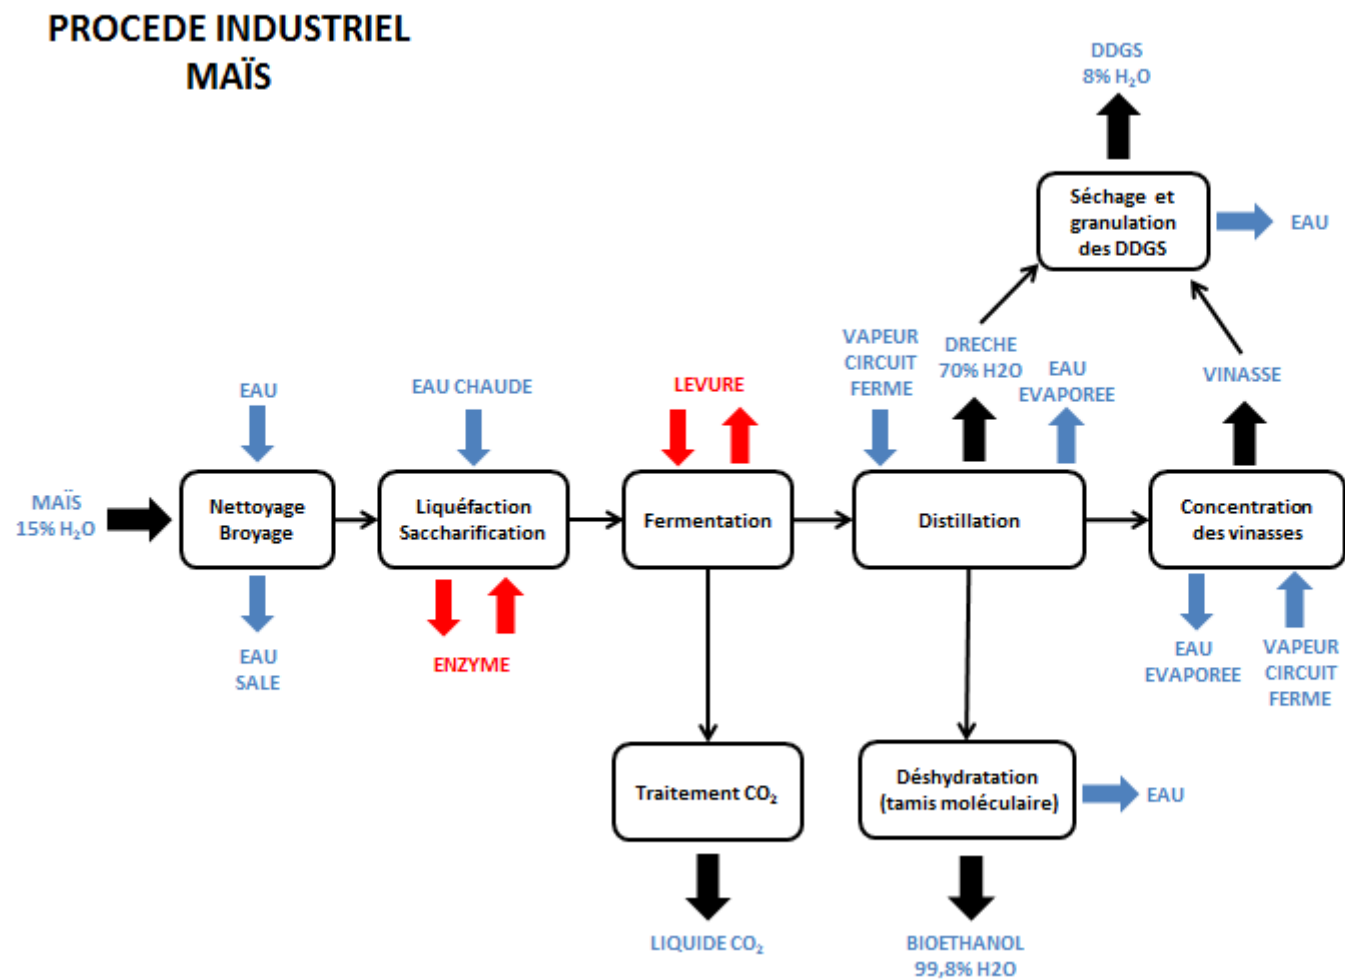 PROCEDE INDUSTRIEL
MAÏS
DDGS
8% H₂O
Séchage et
granulation
des DDGS
EAU
VAPEUR
CIRCUIT
FERME
DRECHE
70% H2O
EAU
EVAPOREE
VINASSE
EAU
EAU CHAUDE
LEVURE
MAÏS
15% H₂O
Nettoyage
Broyage
Liquéfaction
Saccharification
Fermentation
Distillation
Concentration
des vinasses
EAU
SALE
ENZYME
EAU
EVAPOREE
VAPEUR
CIRCUIT
FERME
Traitement CO₂
Déshydratation
(tamis moléculaire)
EAU
LIQUIDE CO₂
BIOETHANOL
99,8% H2O